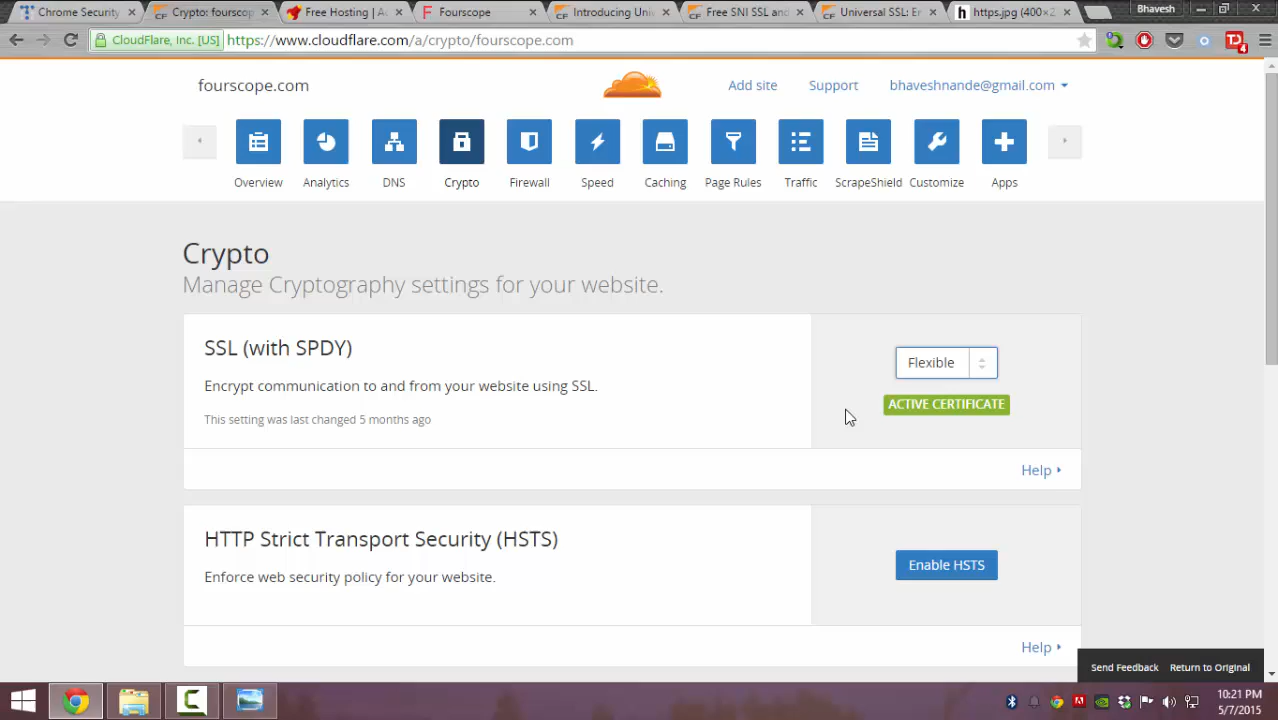 Chrome Security
Crypto: fourscop
Free Hosting | A
Fourscope
Introducing Uni
Free SNI SSL and
Universal SSL: E
https.jpg (400×2
Bhavesh
CloudFlare, Inc. [US]
https://www.cloudflare.com/a/crypto/fourscope.com
4
fourscope.com
Add site
Support
bhaveshnande@gmail.com
Overview
Analytics
DNS
Crypto
Firewall
Speed
Caching
Page Rules
Traffic
ScrapeShield
Customize
Apps
Crypto
Manage Cryptography settings for your website.
SSL (with SPDY)
Encrypt communication to and from your website using SSL.
This setting was last changed 5 months ago
Flexible
ACTIVE CERTIFICATE
Help
HTTP Strict Transport Security (HSTS)
Enforce web security policy for your website.
Enable HSTS
Help
Send Feedback
Return to Original
10:21 PM
5/7/2015